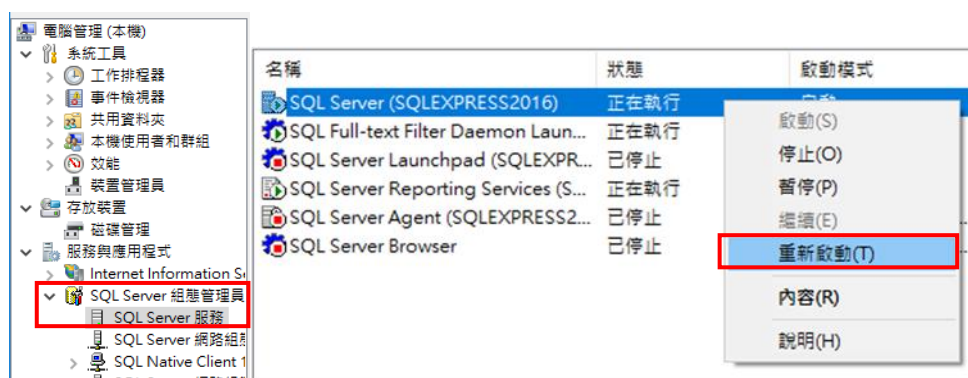 電腦管理 (本機)
系統工具
工作排程器
事件檢視器
共用資料夾
本機使用者和群組
效能
裝置管理員
存放裝置
磁碟管理
服務與應用程式
Internet Information S
SQL Server 組態管理員
SQL Server 服務
SQL Server 網路組態
SQL Native Client 1
名稱 狀態 啟動模式
SQL Server (SQLEXPRESS2016) 正在執行 自動
SQL Full-text Filter Daemon Laun... 正在執行
SQL Server Launchpad (SQLEXPR... 已停止
SQL Server Reporting Services (S... 正在執行
SQL Server Agent (SQLEXPRESS2... 已停止
SQL Server Browser 已停止
啟動(S)
停止(O)
暫停(P)
繼續(E)
重新啟動(T)
內容(R)
說明(H)